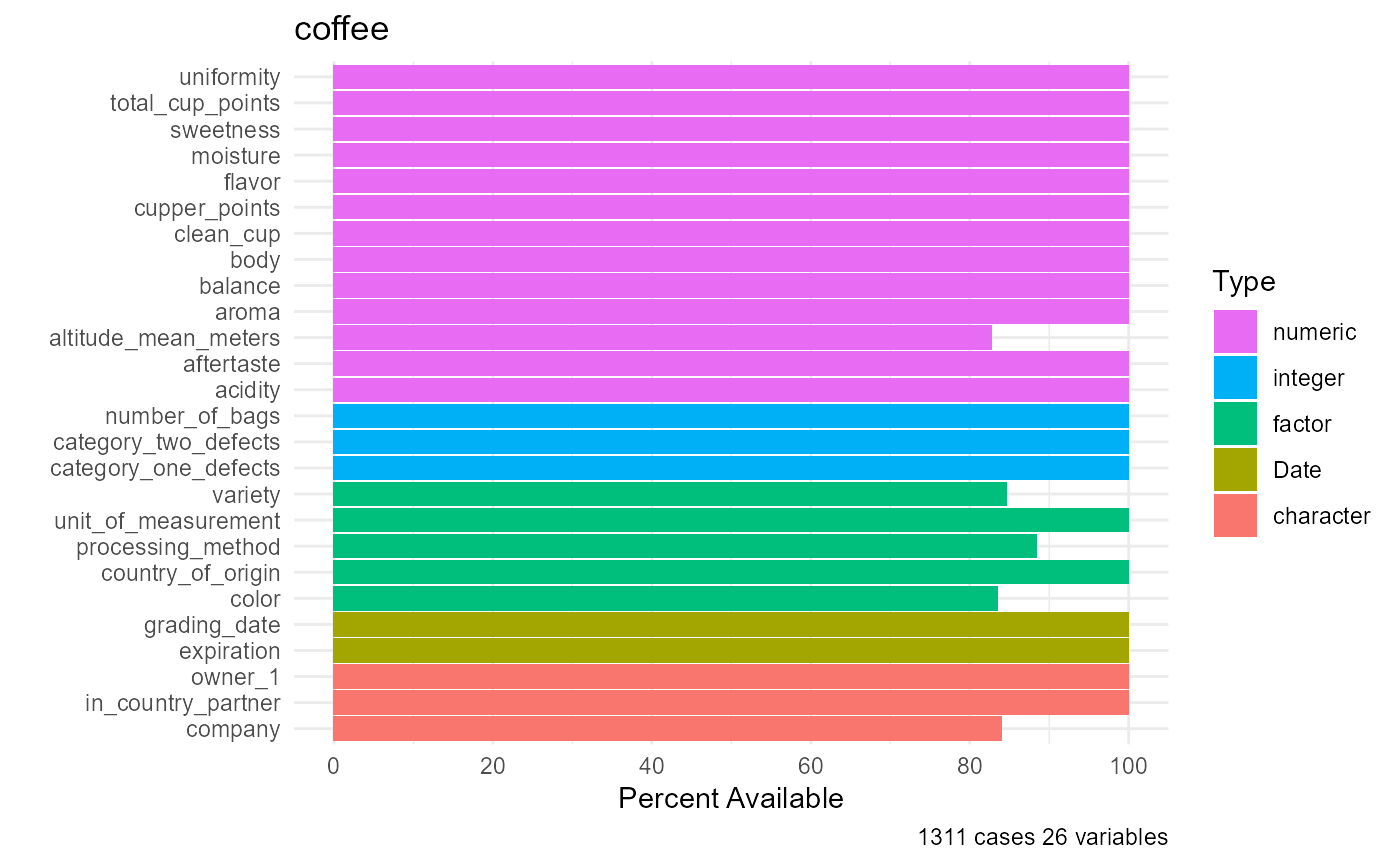 coffee
uniformity
total_cup_points
sweetness
moisture
flavor
cupper_points
clean_cup
body
balance
aroma
altitude_mean_meters
aftertaste
acidity
number_of_bags
category_two_defects
category_one_defects
variety
unit_of_measurement
processing_method
country_of_origin
color
grading_date
expiration
owner_1
in_country_partner
company
0 20 40 60 80 100
Percent Available
1311 cases 26 variables
Type
numeric
integer
factor
Date
character